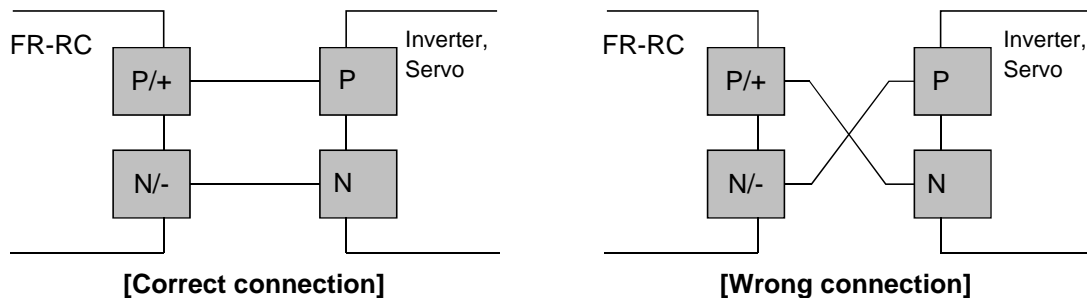 FR-RC
P/+
N/-
P
N
Inverter,
Servo
[Correct connection]
FR-RC
P/+
N/-
P
N
Inverter,
Servo
[Wrong connection]